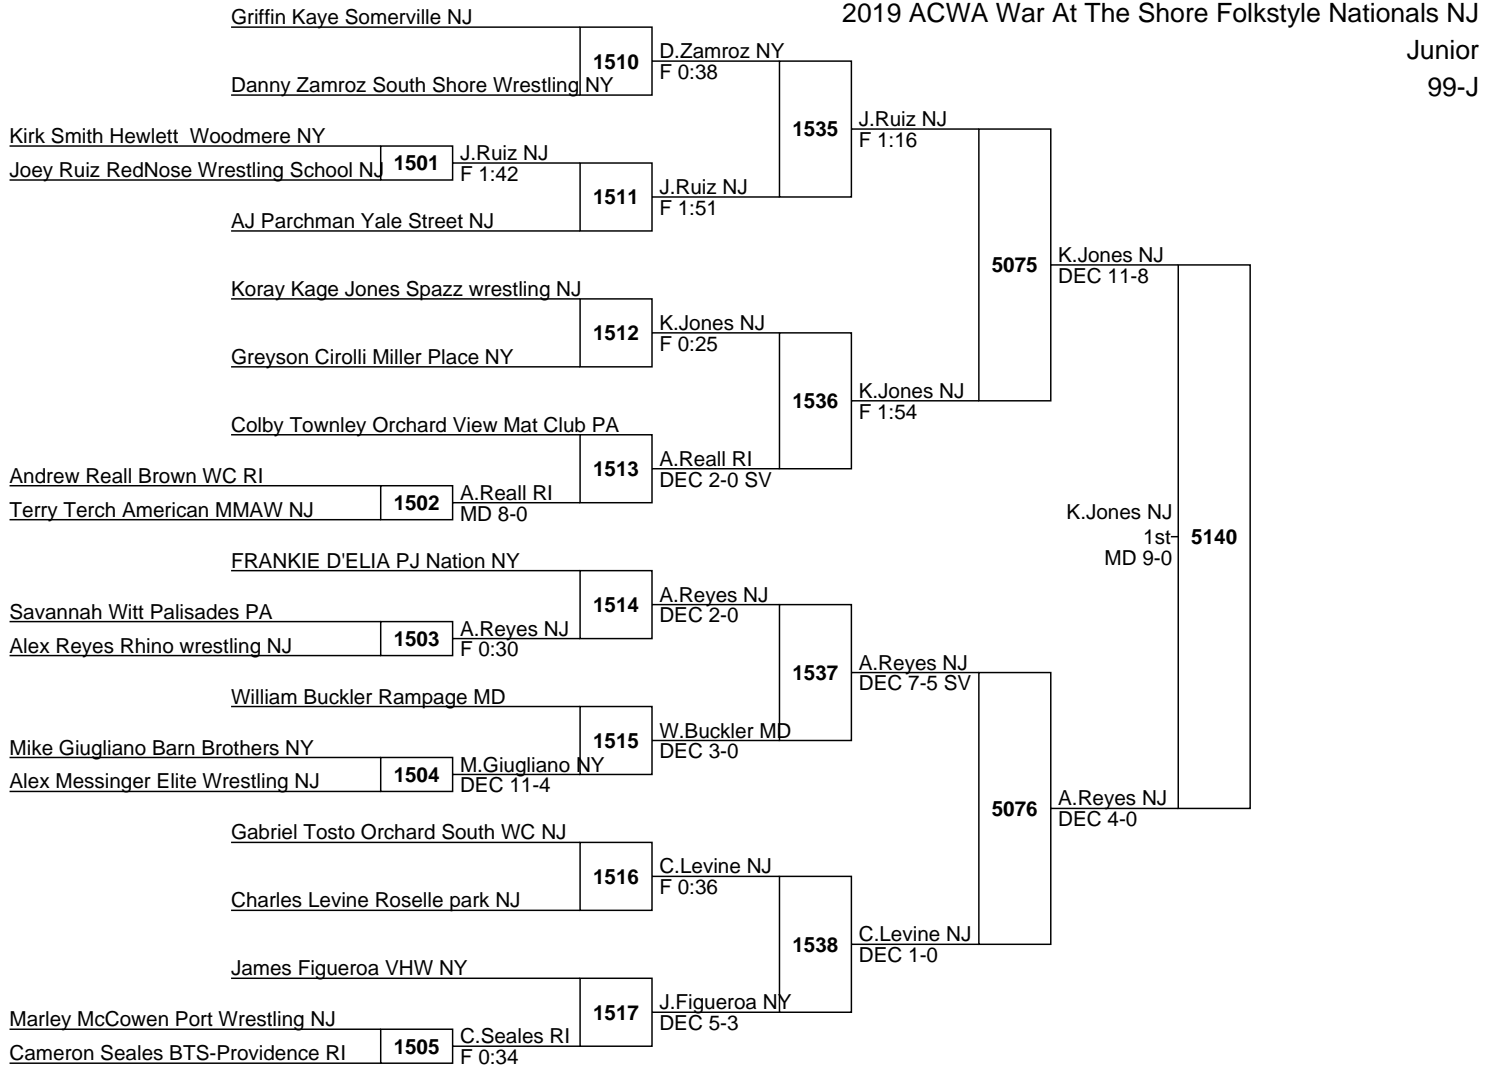 2019 ACWA War At The Shore Folkstyle Nationals NJ
Junior
99-J
Griffin Kaye Somerville NJ
1510
D.Zamroz NY
F 0:38
Danny Zamroz South Shore Wrestling NY
1535
J.Ruiz NJ
F 1:16
Kirk Smith Hewlett  Woodmere NY
1501
J.Ruiz NJ
F 1:42
Joey Ruiz RedNose Wrestling School NJ
1511
J.Ruiz NJ
F 1:51
AJ Parchman Yale Street NJ
5075
K.Jones NJ
DEC 11-8
Koray Kage Jones Spazz wrestling NJ
1512
K.Jones NJ
F 0:25
Greyson Cirolli Miller Place NY
1536
K.Jones NJ
F 1:54
Colby Townley Orchard View Mat Club PA
1513
A.Reall RI
DEC 2-0 SV
Andrew Reall Brown WC RI
1502
A.Reall RI
MD 8-0
Terry Terch American MMAW NJ
K.Jones NJ
1st
MD 9-0
5140
FRANKIE D'ELIA PJ Nation NY
1514
A.Reyes NJ
DEC 2-0
Savannah Witt Palisades PA
1503
A.Reyes NJ
F 0:30
Alex Reyes Rhino wrestling NJ
1537
A.Reyes NJ
DEC 7-5 SV
William Buckler Rampage MD
1515
W.Buckler MD
DEC 3-0
Mike Giugliano Barn Brothers NY
1504
M.Giugliano NY
DEC 11-4
Alex Messinger Elite Wrestling NJ
5076
A.Reyes NJ
DEC 4-0
Gabriel Tosto Orchard South WC NJ
1516
C.Levine NJ
F 0:36
Charles Levine Roselle park NJ
1538
C.Levine NJ
DEC 1-0
James Figueroa VHW NY
1517
J.Figueroa NY
DEC 5-3
Marley McCowen Port Wrestling NJ
1505
C.Seales RI
F 0:34
Cameron Seales BTS-Providence RI